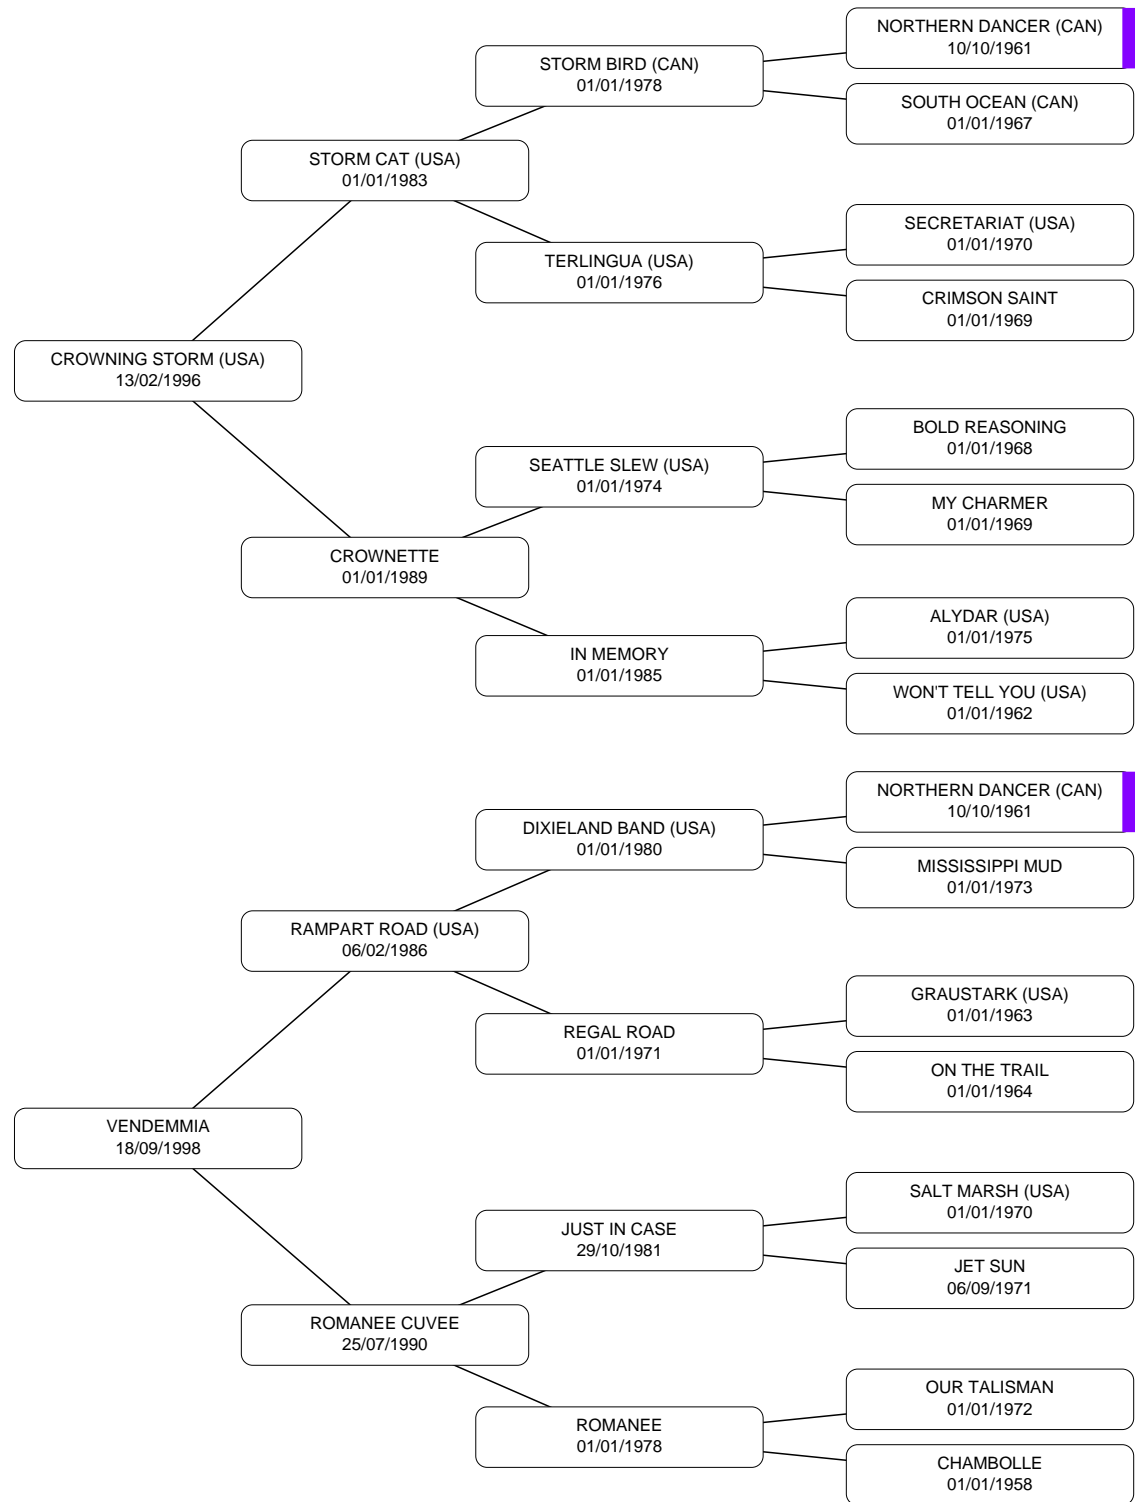 NORTHERN DANCER (CAN)
10/10/1961
STORM BIRD (CAN)
01/01/1978
SOUTH OCEAN (CAN)
01/01/1967
STORM CAT (USA)
01/01/1983
SECRETARIAT (USA)
01/01/1970
TERLINGUA (USA)
01/01/1976
CRIMSON SAINT
01/01/1969
CROWNING STORM (USA)
13/02/1996
BOLD REASONING
01/01/1968
SEATTLE SLEW (USA)
01/01/1974
MY CHARMER
01/01/1969
CROWNETTE
01/01/1989
ALYDAR (USA)
01/01/1975
IN MEMORY
01/01/1985
WON'T TELL YOU (USA)
01/01/1962
NORTHERN DANCER (CAN)
10/10/1961
DIXIELAND BAND (USA)
01/01/1980
MISSISSIPPI MUD
01/01/1973
RAMPART ROAD (USA)
06/02/1986
GRAUSTARK (USA)
01/01/1963
REGAL ROAD
01/01/1971
ON THE TRAIL
01/01/1964
VENDEMMIA
18/09/1998
SALT MARSH (USA)
01/01/1970
JUST IN CASE
29/10/1981
JET SUN
06/09/1971
ROMANEE CUVEE
25/07/1990
OUR TALISMAN
01/01/1972
ROMANEE
01/01/1978
CHAMBOLLE
01/01/1958